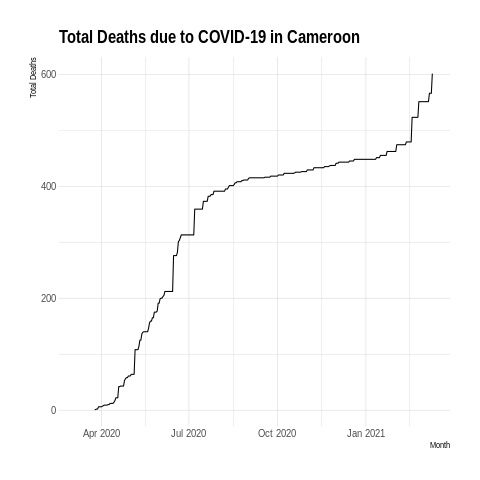 Total Deaths due to COVID-19 in Cameroon
Total Deaths
600
400
200
0
Apr 2020 Jul 2020 Oct 2020 Jan 2021
Month